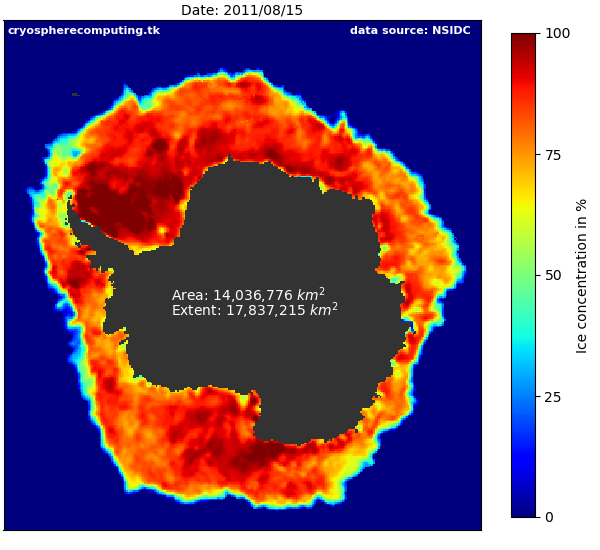 Date: 2011/08/15
cryospherecomputing.tk
data source: NSIDC
100
75
50
25
0
Ice concentration in %
Area: 14,036,776 km²
Extent: 17,837,215 km²